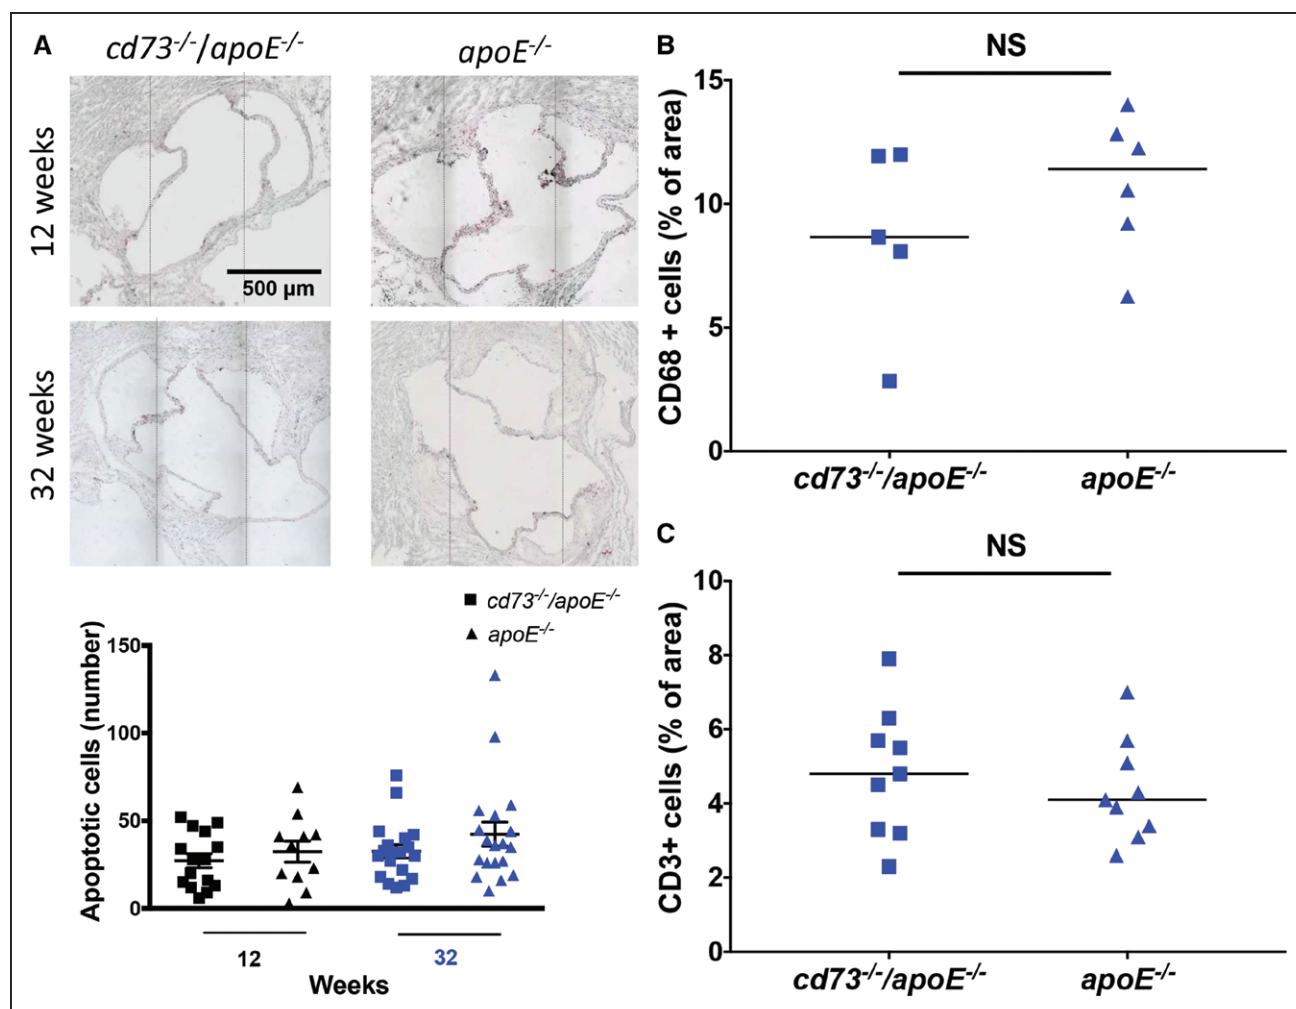 A
cd73-/-/apoE-/-
apoE-/-
12 weeks
500 µm
32 weeks
cd73-/-/apoE-/-
apoE-/-
Apoptotic cells (number)
150
100
50
0
12
32
Weeks
B
NS
CD68 + cells (% of area)
15
10
5
0
cd73-/-/apoE-/-
apoE-/-
C
NS
CD3+ cells (% of area)
10
8
6
4
2
0
cd73-/-/apoE-/-
apoE-/-